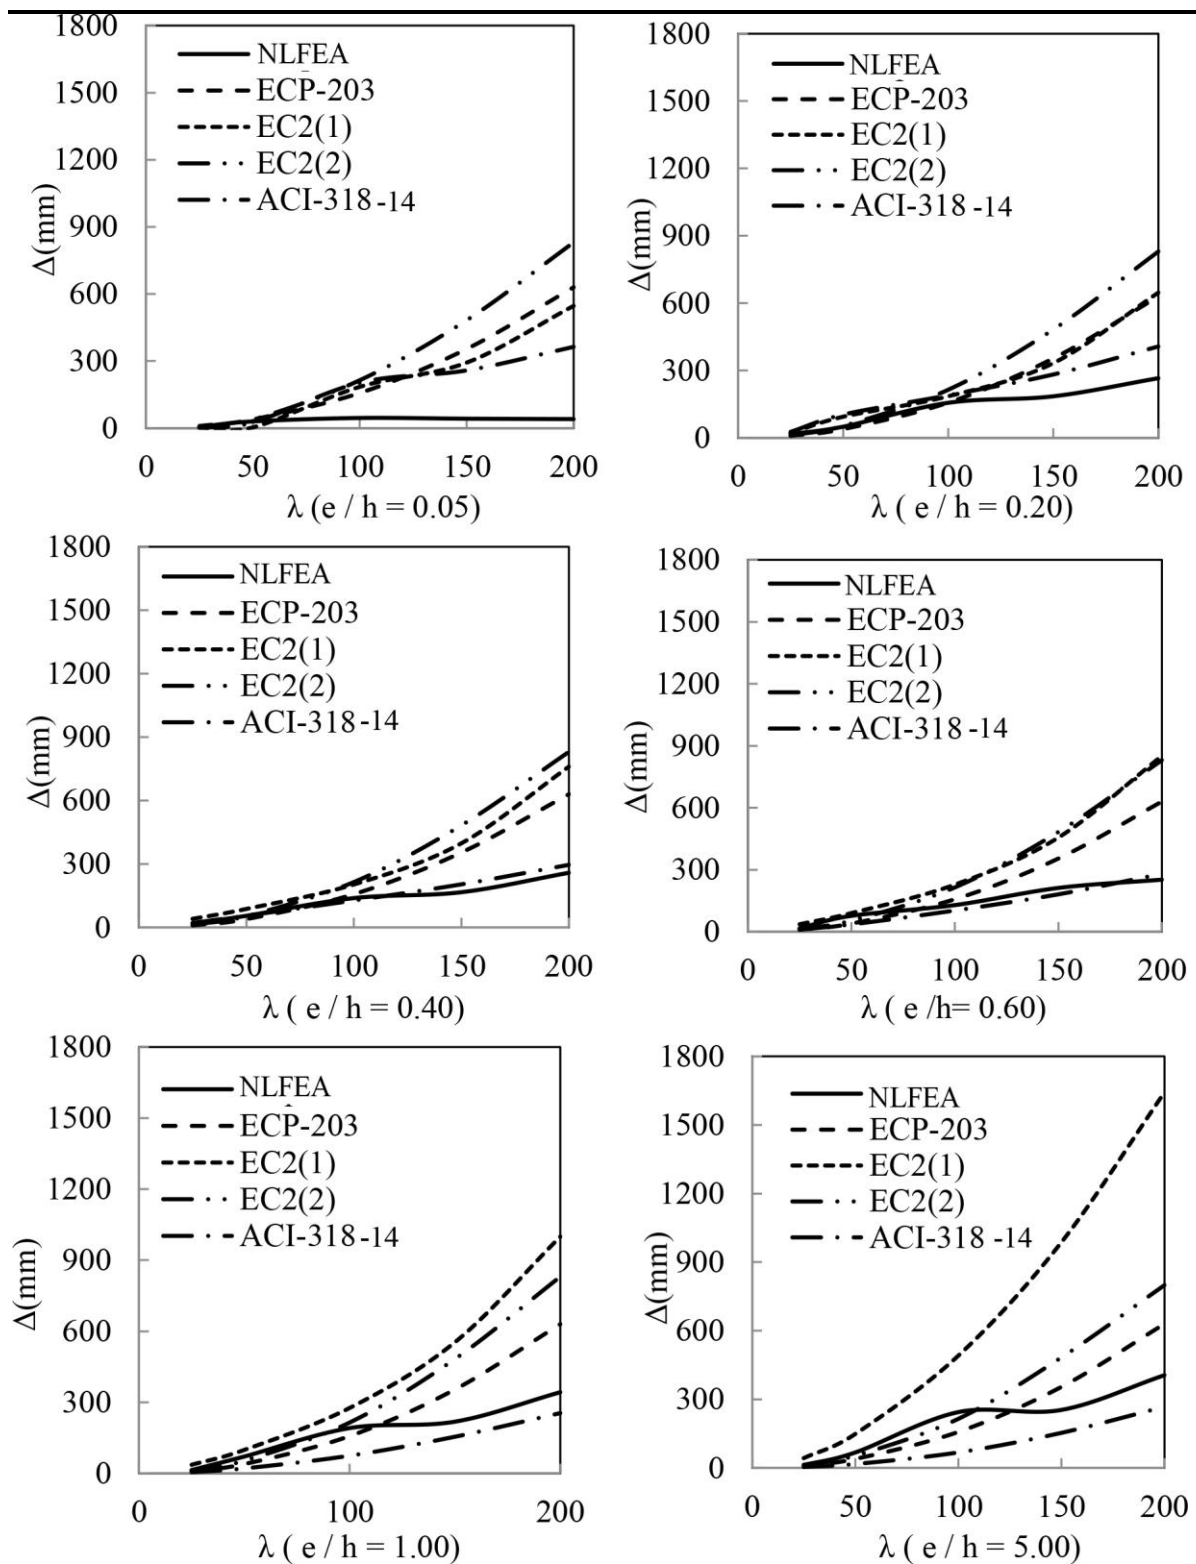 1800
1500
1200
900
600
300
0
Δ(mm)
NLFEA
ECP-203
EC2(1)
EC2(2)
ACI-318 -14
0 50 100 150 200
λ (e / h = 0.05)
1800
1500
1200
900
600
300
0
Δ(mm)
NLFEA
ECP-203
EC2(1)
EC2(2)
ACI-318 -14
0 50 100 150 200
λ ( e / h = 0.20)
1800
1500
1200
900
600
300
0
Δ(mm)
NLFEA
ECP-203
EC2(1)
EC2(2)
ACI-318 -14
0 50 100 150 200
λ ( e / h = 0.40)
1800
1500
1200
900
600
300
0
Δ(mm)
NLFEA
ECP-203
EC2(1)
EC2(2)
ACI-318 -14
0 50 100 150 200
λ ( e /h= 0.60)
1800
1500
1200
900
600
300
0
Δ(mm)
NLFEA
ECP-203
EC2(1)
EC2(2)
ACI-318 -14
0 100 200
λ ( e / h = 1.00)
1800
1500
1200
900
600
300
0
Δ(mm)
NLFEA
ECP-203
EC2(1)
EC2(2)
ACI-318 -14
0 50 100 150 200
λ ( e / h = 5.00)